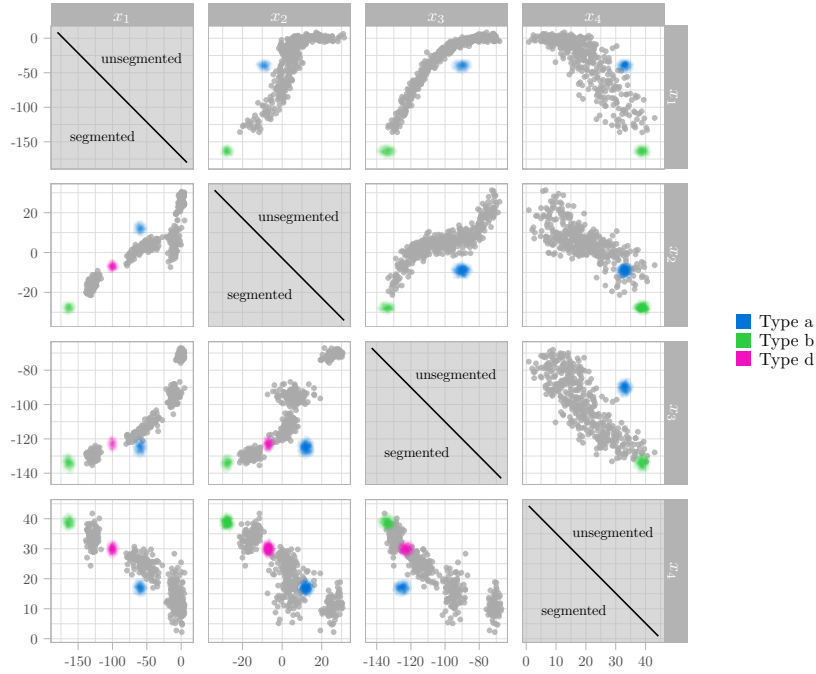 x₁ x₂ x₃ x₄
0
-50
-100
-150
unsegmented
segmented
x₁
20
0
-20
unsegmented
segmented
x₂
-80
-100
-120
-140
unsegmented
segmented
x₃
40
30
20
10
0
unsegmented
segmented
x₄
-150 -100 -50 0 -20 0 20 -140 -120 -100 -80 0 10 20 30 40
Type a
Type b
Type d